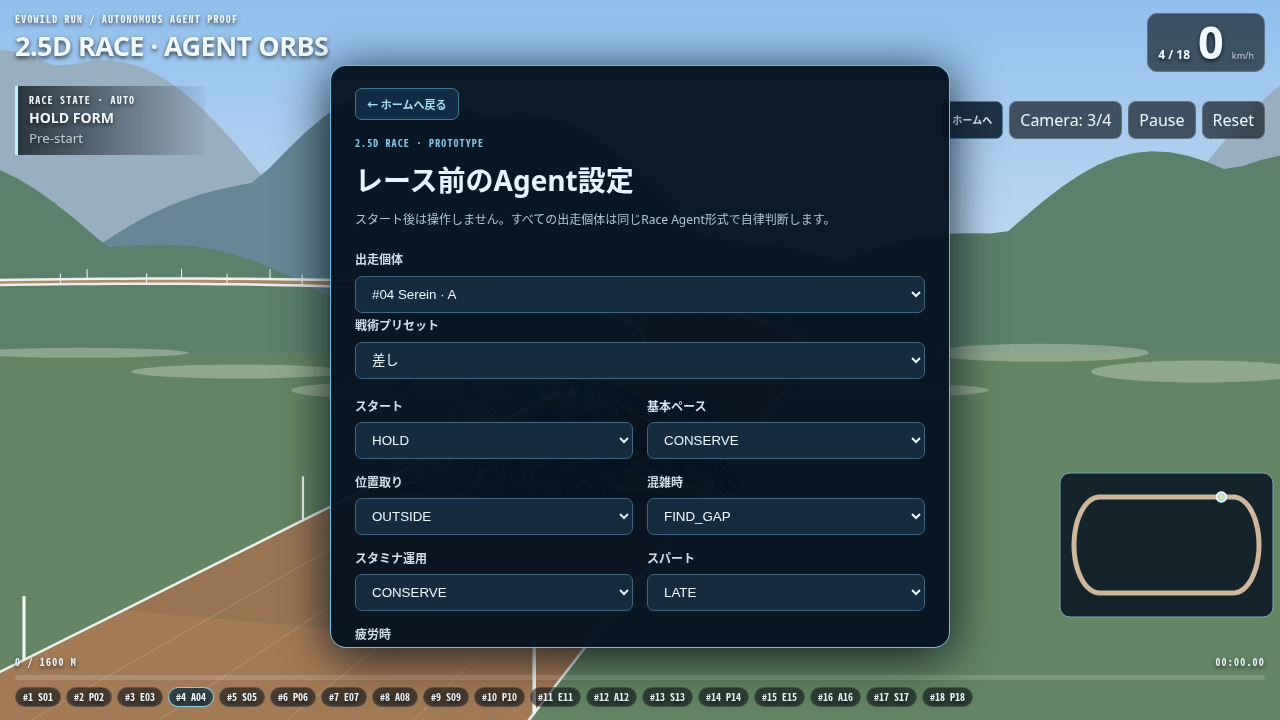 EVOWILD RUN / AUTONOMOUS AGENT PROOF
2.5D RACE · AGENT ORBS
4 / 18 0 km/h
RACE STATE · AUTO
HOLD FORM
Pre-start
ホームへ
Camera: 3/4
Pause
Reset
← ホームへ戻る
2.5D RACE · PROTOTYPE
レース前のAgent設定
スタート後は操作しません。すべての出走個体は同じRace Agent形式で自律判断します。
出走個体
#04 Serein · A
戦術プリセット
差し
スタート
HOLD
基本ペース
CONSERVE
位置取り
OUTSIDE
混雑時
FIND_GAP
スタミナ運用
CONSERVE
スパート
LATE
疲労時
0 / 1600 M
00:00.00
#1 S01
#2 P02
#3 E03
#4 A04
#5 S05
#6 P06
#7 E07
#8 A08
#9 S09
#10 P10
#11 E11
#12 A12
#13 S13
#14 P14
#15 E15
#16 A16
#17 S17
#18 P18